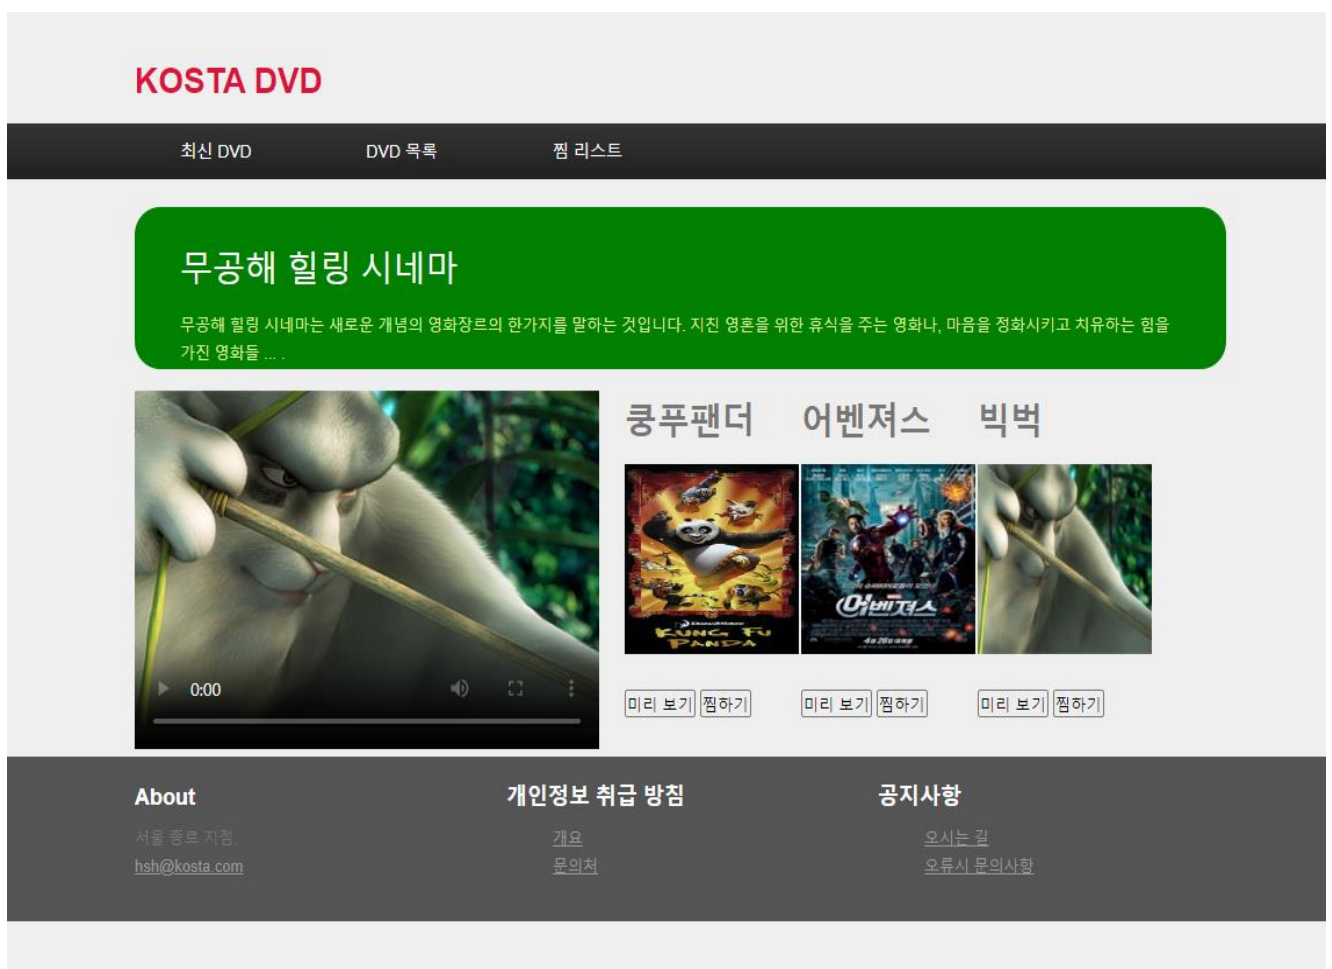 KOSTA DVD
최신 DVD
DVD 목록
찜 리스트
무공해 힐링 시네마
무공해 힐링 시네마는 새로운 개념의 영화장르의 한가지를 말하는 것입니다. 지친 영혼을 위한 휴식을 주는 영화나, 마음을 정화시키고 치유하는 힘을
가진 영화들 ... .
0:00
쿵푸팬더
어벤져스
빅벅
KUNG FU
PANDA
어벤져스
미리 보기 찜하기
미리 보기 찜하기
미리 보기 찜하기
About
서울 종로 지점,
hsh@kosta.com
개인정보 취급 방침
개요
문의처
공지사항
오시는 길
오류시 문의사항